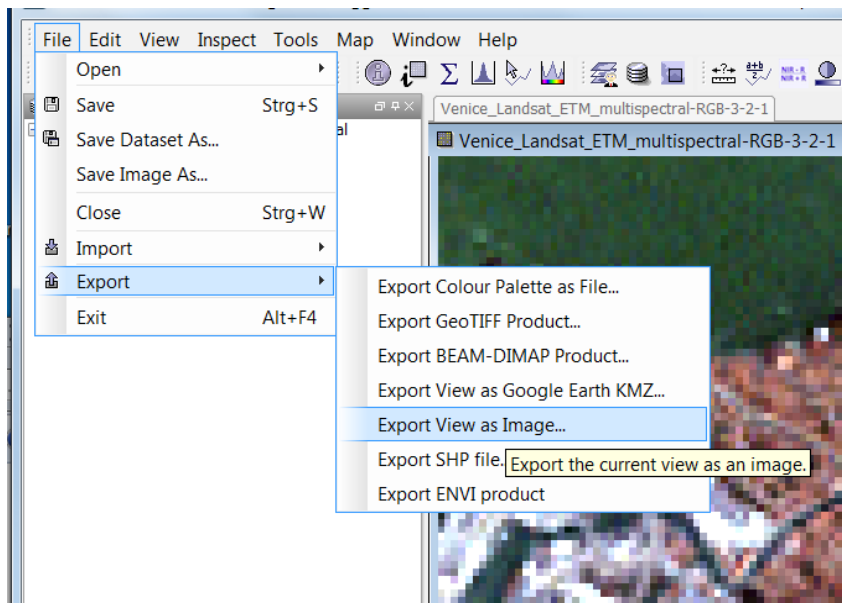 File Edit View Inspect Tools Map Window Help
Open
Save Strg+S
Save Dataset As...
Save Image As...
Close Strg+W
Import
Export
Exit Alt+F4
al
Venice_Landsat_ETM_multispectral-RGB-3-2-1
Venice_Landsat_ETM_multispectral-RGB-3-2-1
Export Colour Palette as File...
Export GeoTIFF Product...
Export BEAM-DIMAP Product...
Export View as Google Earth KMZ...
Export View as Image...
Export SHP file.
Export the current view as an image.
Export ENVI product